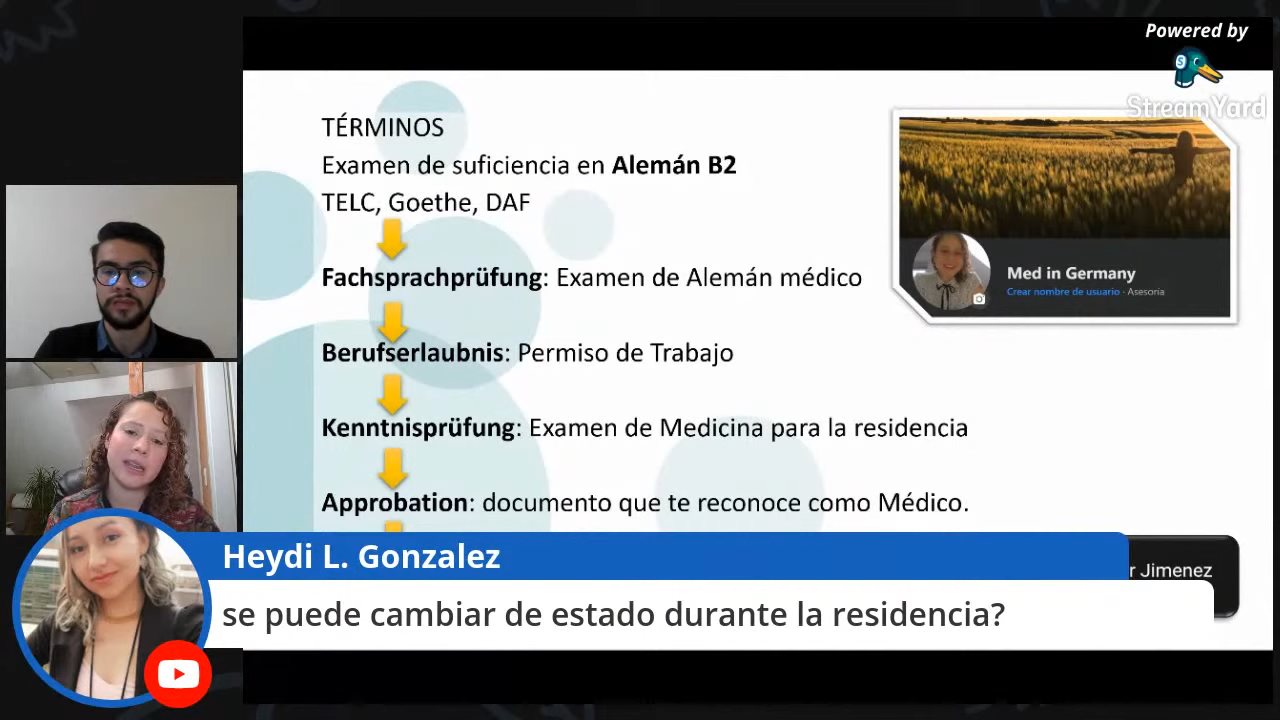 Powered by
StreamYard
TÉRMINOS
Examen de suficiencia en Alemán B2
TELC, Goethe, DAF
Fachsprachprüfung: Examen de Alemán médico
Berufserlaubnis: Permiso de Trabajo
Kenntnisprüfung: Examen de Medicina para la residencia
Approbation: documento que te reconoce como Médico.
Med in Germany
Crear nombre de usuario · Asesoría
r Jimenez
Heydi L. Gonzalez
se puede cambiar de estado durante la residencia?